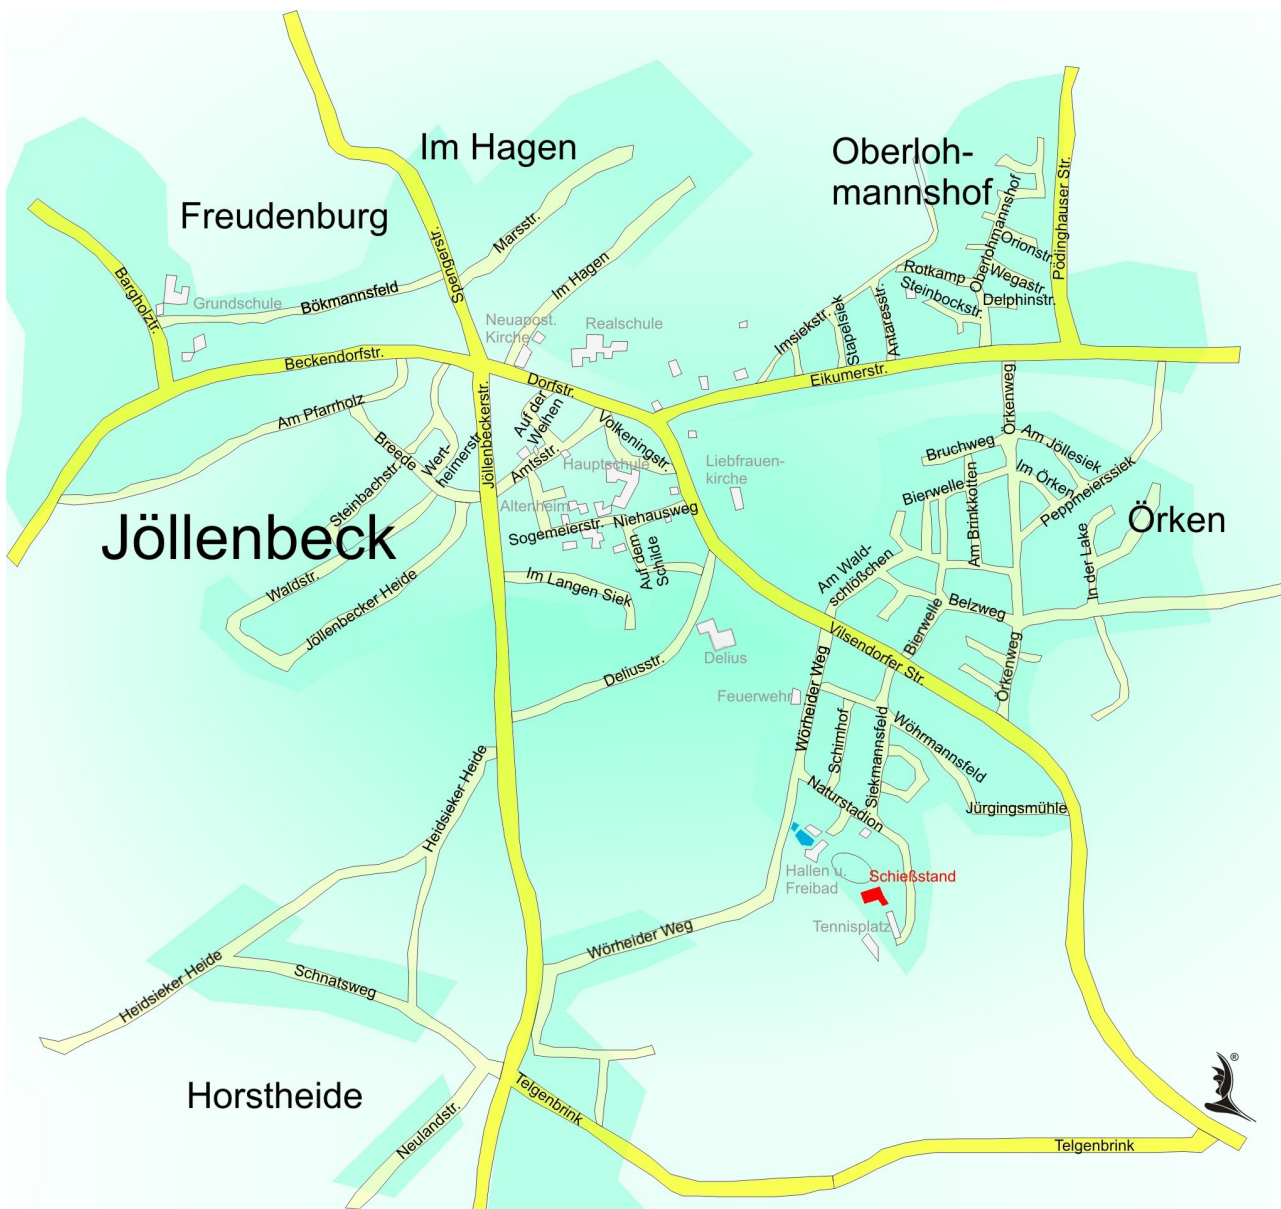 Im Hagen
Oberloh-
mannshof
Freudenburg
Pödinghauser Str.
Oberlohmannshof
Orionstr.
Marsstr.
Spengerstr.
Im Hagen
Rotkamp
Wegastr.
Steinbockstr.
Delphinstr.
Bargholztr.
Grundschule
Bökmannsfeld
Neuapost.
Kirche
Realschule
Imsiekstr.
Stapelsiek
Antaresstr.
Beckendorfstr.
Eikumerstr.
Dorfstr.
Am Pfarrholz
Auf der
Weihen
Volkeningstr.
Örkenweg
Breede
Wert-
heimerstr.
Jöllenbeckerstr.
Amtsstr.
Hauptschule
Liebfrauen-
kirche
Bruchweg
Am Jöllesiek
Im Örken
Peppmeierssiek
Bierwelle
Am Brinkkotten
Steinbachstr.
Altenheim
Sogemeierstr.
Niehausweg
Jöllenbeck
Örken
In der Lake
Auf dem
Schilde
Im Langen Siek
Am Wald-
schlößchen
Waldstr.
Jöllenbecker Heide
Belzweg
Bierwelle
Vilsendorfer Str.
Örkenweg
Deliusstr.
Delius
Feuerwehr
Wörheider Weg
Schimhof
Siekmannsfeld
Wöhrmannsfeld
Naturstadion
Jürgingsmühle
Heidsieker Heide
Hallen u.
Freibad
Schießstand
Tennisplatz
Wörheider Weg
Heidsieker Heide
Schnatsweg
Horstheide
Neulandstr.
Telgenbrink
Telgenbrink
®